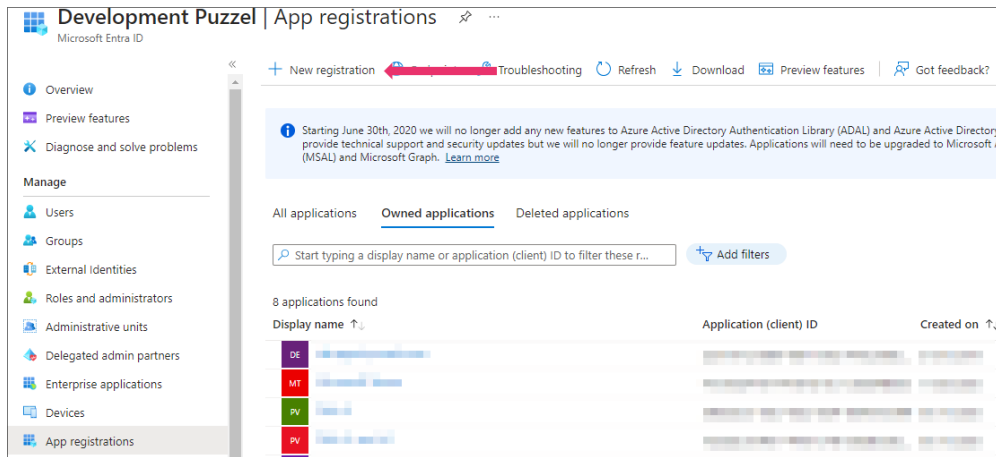 Development Puzzel | App registrations
Microsoft Entra ID
New registration
Troubleshooting
Refresh
Download
Preview features
Got feedback?
Overview
Preview features
Diagnose and solve problems
Manage
Users
Groups
External Identities
Roles and administrators
Administrative units
Delegated admin partners
Enterprise applications
Devices
App registrations
Starting June 30th, 2020 we will no longer add any new features to Azure Active Directory Authentication Library (ADAL) and Azure Active Directory
provide technical support and security updates but we will no longer provide feature updates. Applications will need to be upgraded to Microsoft
(MSAL) and Microsoft Graph. Learn more
All applications
Owned applications
Deleted applications
Start typing a display name or application (client) ID to filter these r...
Add filters
8 applications found
Display name
Application (client) ID
Created on
DE
MT
PV
PV